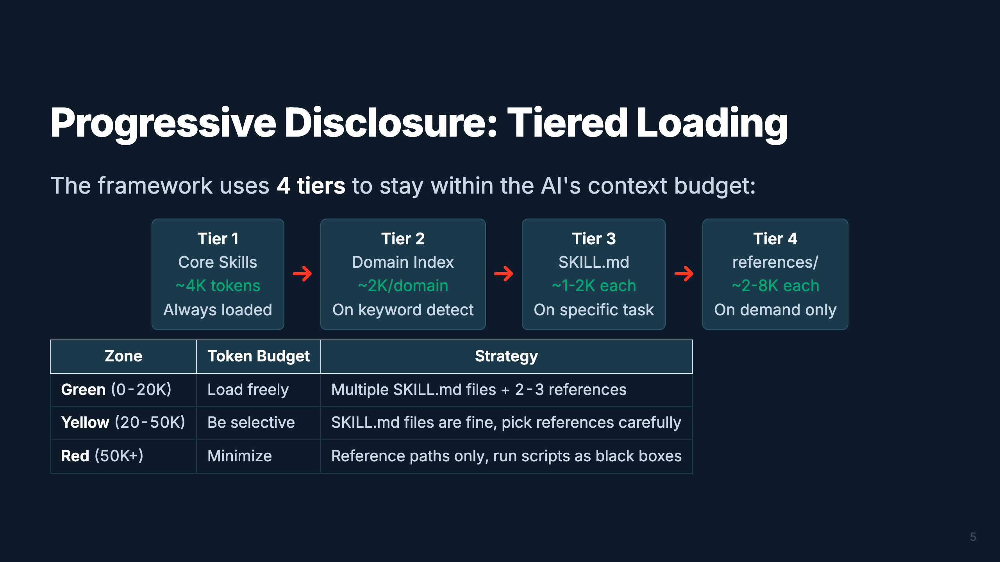 Progressive Disclosure: Tiered Loading
The framework uses 4 tiers to stay within the AI's context budget:
Tier 1
Core Skills
~4K tokens
Always loaded
→
Tier 2
Domain Index
~2K/domain
On keyword detect
→
Tier 3
SKILL.md
~1-2K each
On specific task
→
Tier 4
references/
~2-8K each
On demand only
Zone Token Budget Strategy
Green (0-20K) Load freely Multiple SKILL.md files + 2-3 references
Yellow (20-50K) Be selective SKILL.md files are fine, pick references carefully
Red (50K+) Minimize Reference paths only, run scripts as black boxes
5